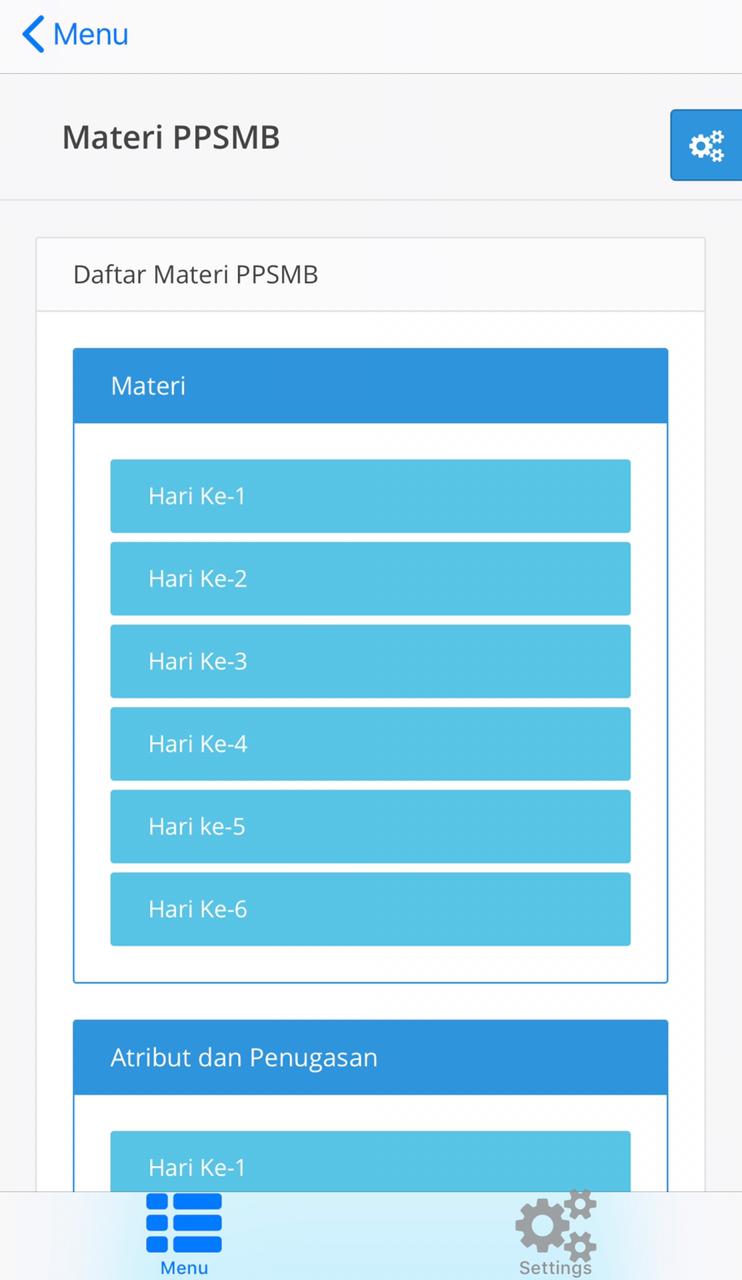 Menu
Materi PPSMB
Daftar Materi PPSMB
Materi
Hari Ke-1
Hari Ke-2
Hari Ke-3
Hari Ke-4
Hari ke-5
Hari Ke-6
Atribut dan Penugasan
Hari Ke-1
Menu
Settings